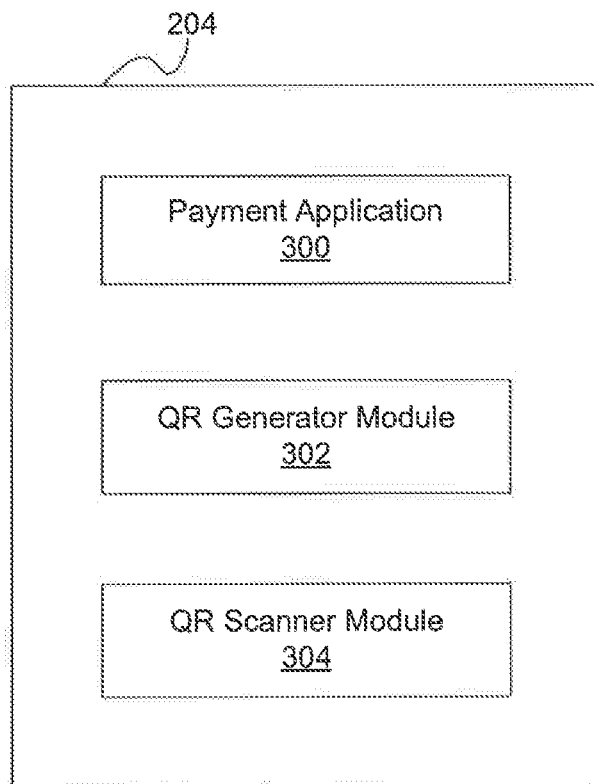 204
Payment Application
300
QR Generator Module
302
QR Scanner Module
304